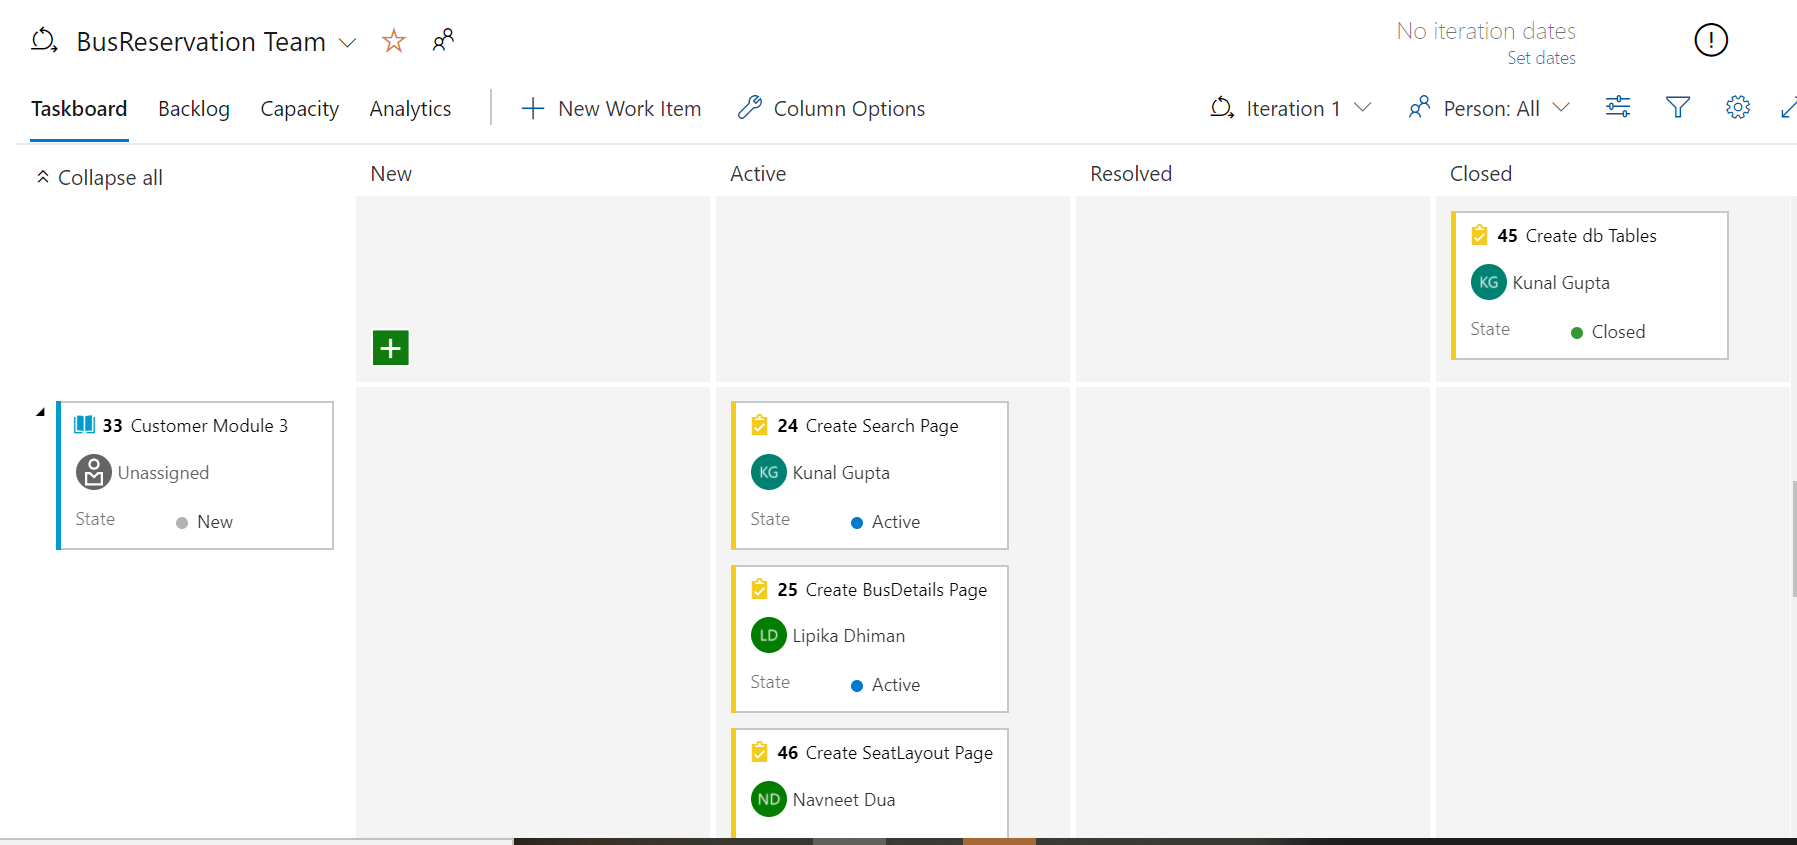 BusReservation Team
No iteration dates
Set dates
Taskboard Backlog Capacity Analytics New Work Item Column Options Iteration 1 Person: All
Collapse all
New Active Resolved Closed
45 Create db Tables
KG Kunal Gupta
State Closed
33 Customer Module 3
Unassigned
State New
24 Create Search Page
KG Kunal Gupta
State Active
25 Create BusDetails Page
LD Lipika Dhiman
State Active
46 Create SeatLayout Page
ND Navneet Dua